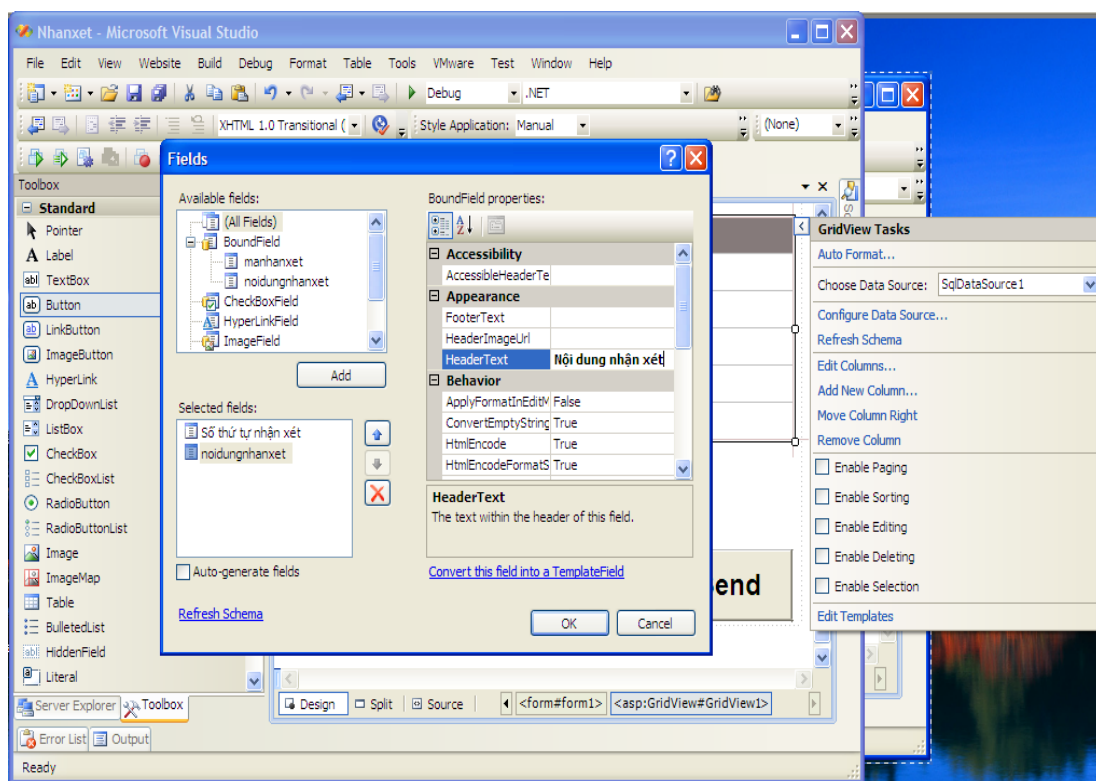 Nhanxet - Microsoft Visual Studio
File Edit View Website Build Debug Format Table Tools VMware Test Window Help
Debug .NET
XHTML 1.0 Transitional ( Style Application: Manual (None)
Toolbox
Standard
Pointer
A Label
abl TextBox
ab Button
ab LinkButton
ImageButton
A HyperLink
DropDownList
ListBox
CheckBox
CheckBoxList
RadioButton
RadioButtonList
Image
ImageMap
Table
BulletedList
abl HiddenField
Literal
Server Explorer Toolbox
Error List Output
Ready
Fields
Available fields:
(All Fields)
BoundField
manhanxet
noidungnhanxet
CheckBoxField
HyperLinkField
ImageField
Add
Selected fields:
Số thứ tự nhận xét
noidungnhanxet
Auto-generate fields
Refresh Schema
BoundField properties:
Accessibility
AccessibleHeaderTe
Appearance
FooterText
HeaderImageUrl
HeaderText Nội dung nhận xét
Behavior
ApplyFormatInEditM False
ConvertEmptyString True
HtmlEncode True
HtmlEncodeFormatS True
HeaderText
The text within the header of this field.
Convert this field into a TemplateField
OK Cancel
end
Design Split Source <form#form1> <asp:GridView#GridView1>
GridView Tasks
Auto Format...
Choose Data Source: SqlDataSource1
Configure Data Source...
Refresh Schema
Edit Columns...
Add New Column...
Move Column Right
Remove Column
Enable Paging
Enable Sorting
Enable Editing
Enable Deleting
Enable Selection
Edit Templates